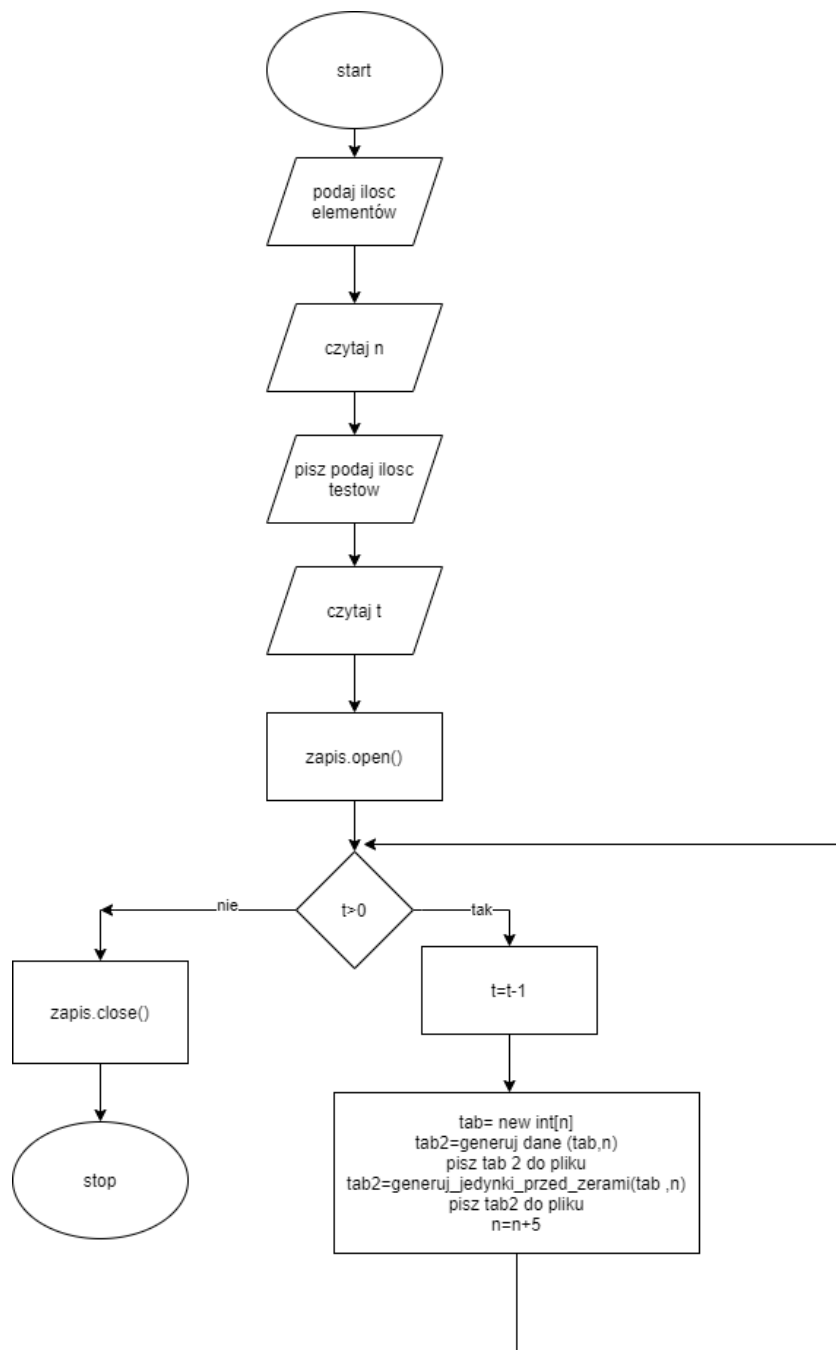 start
podaj ilosc
elementów
czytaj n
pisz podaj ilosc
testow
czytaj t
zapis.open()
t>0
nie
tak
zapis.close()
t=t-1
stop
tab= new int[n]
tab2=generuj dane (tab,n)
pisz tab 2 do pliku
tab2=generuj_jedynki_przed_zerami(tab ,n)
pisz tab2 do pliku
n=n+5